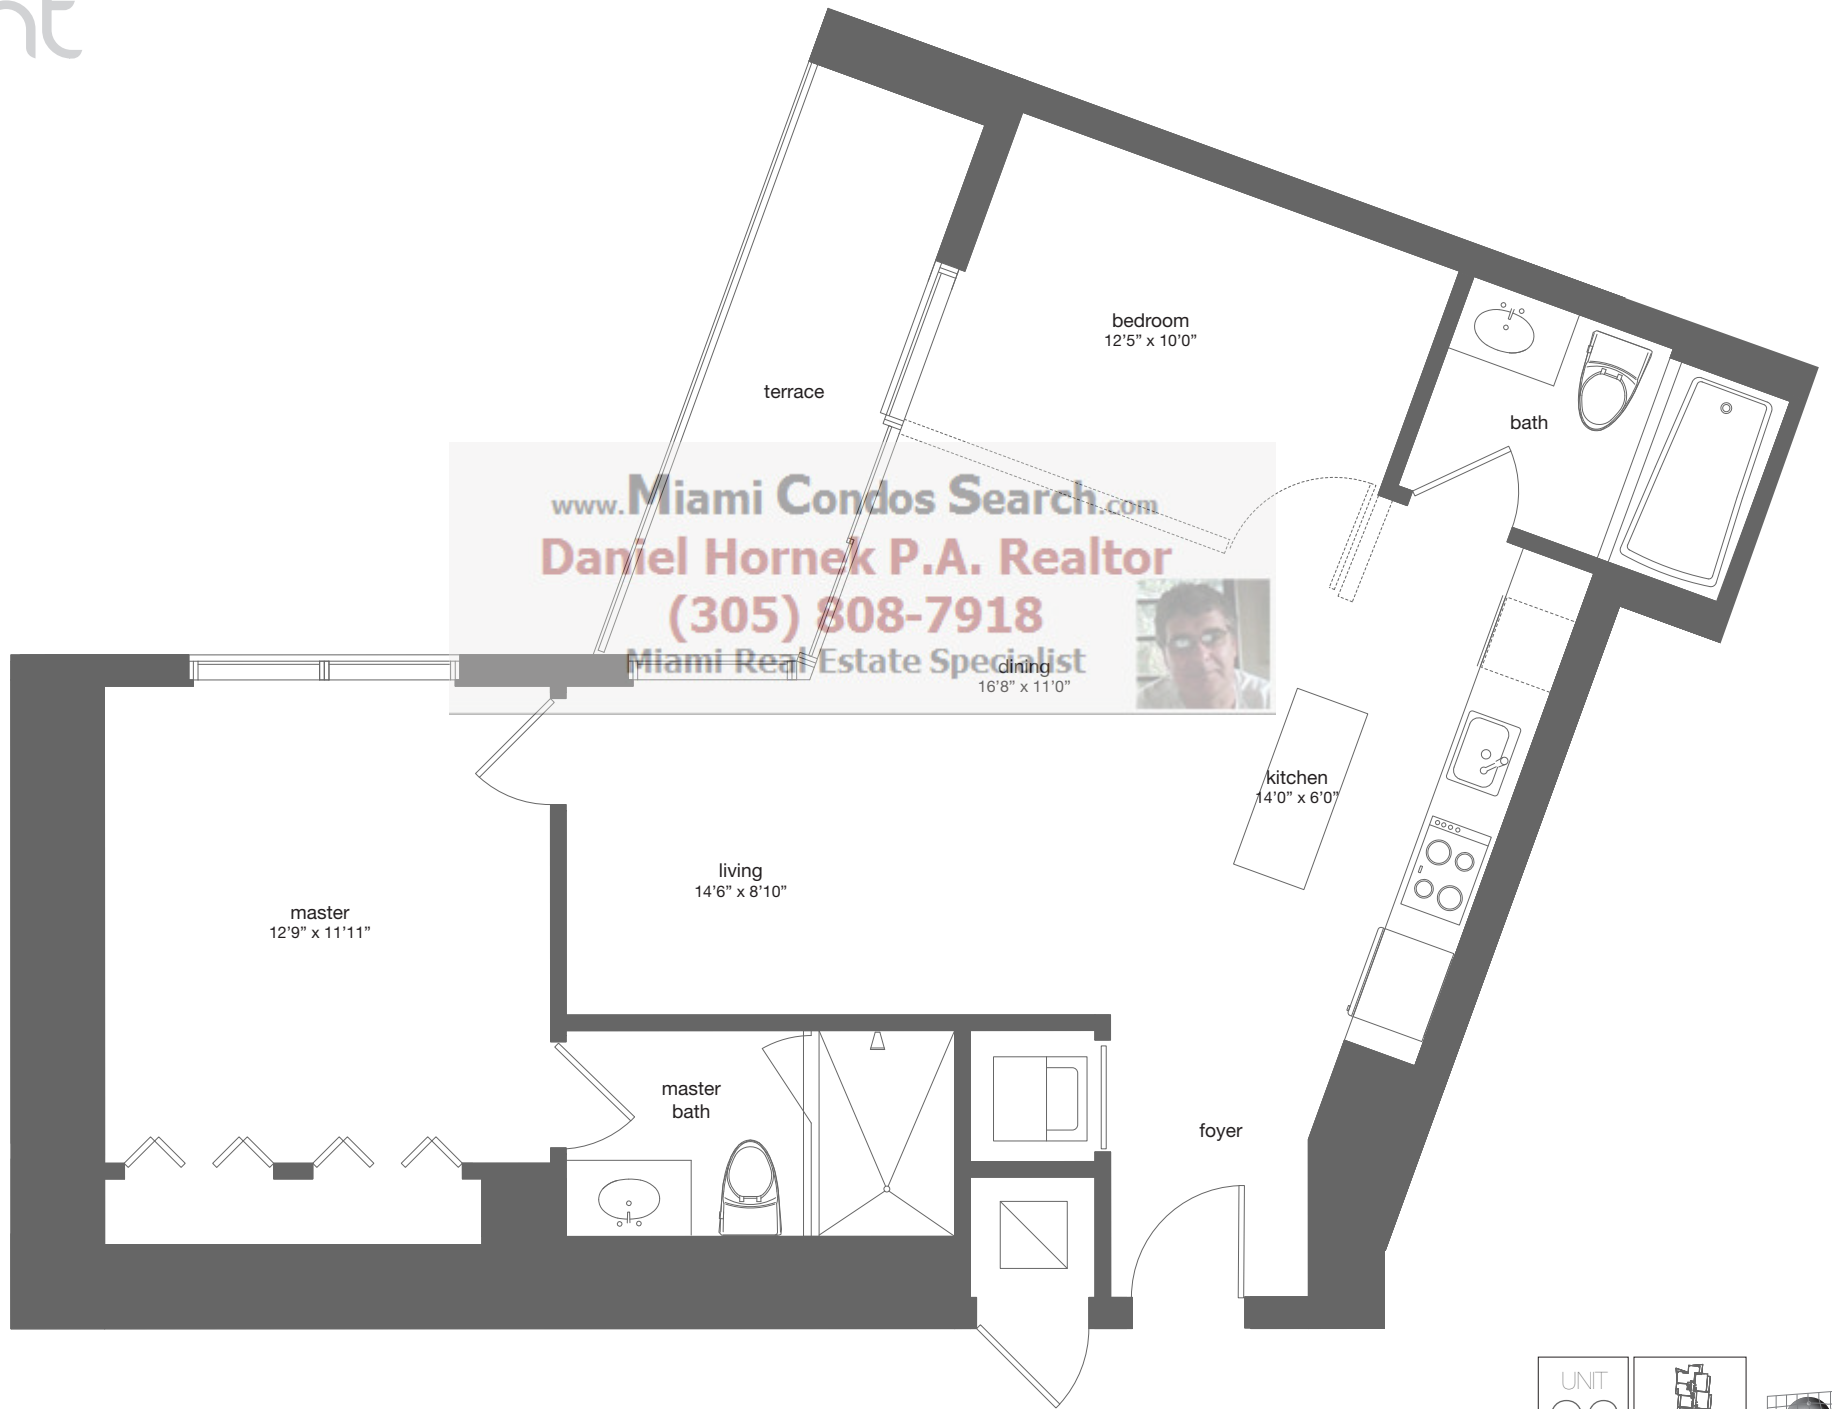 nt
bedroom
12’5” x 10’0”
terrace
bath
www.Miami Condos Search.com
Daniel Hornek P.A. Realtor
(305) 808-7918
Miami Real Estate Specialist
dining
16’8” x 11’0”
kitchen
14’0” x 6’0”
living
14’6” x 8’10”
master
12’9” x 11’11”
master
bath
foyer
UNIT